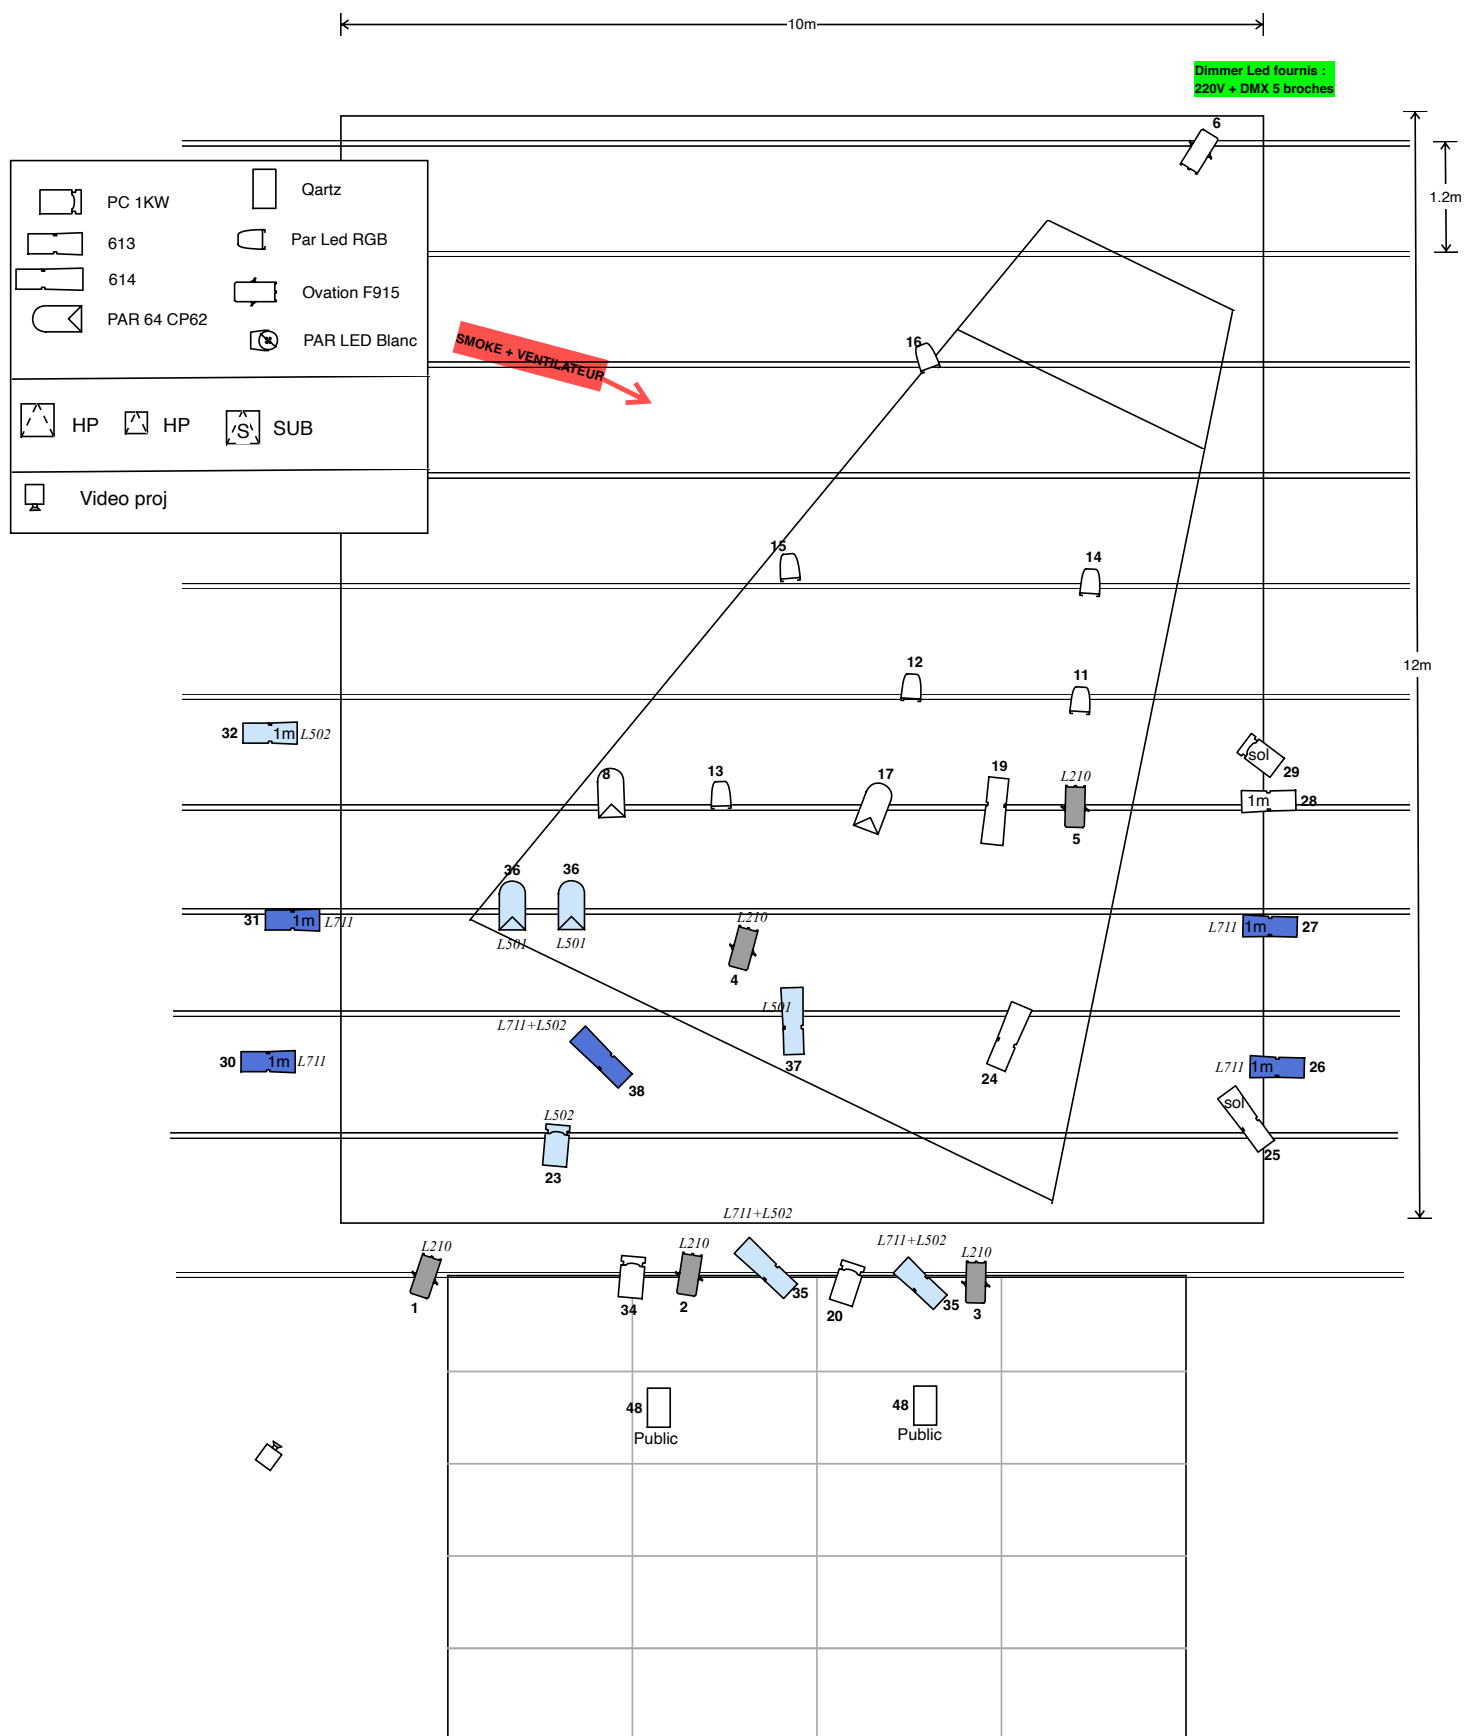 10m
Dimmer Led fournis :
220V + DMX 5 broches
6
1.2m
PC 1KW
Qartz
613
Par Led RGB
614
Ovation F915
PAR 64 CP62
PAR LED Blanc
HP
HP
S
SUB
Video proj
SMOKE + VENTILATEUR
16
15
14
12
11
12m
32
1m
L502
8
13
17
19
L210
5
sol
29
1m
28
36
36
L501
L501
31
1m
L711
L210
4
L711
1m
27
L711+L502
38
L501
37
24
30
1m
L711
L711
1m
26
sol
25
L502
23
L711+L502
L210
1
34
L210
2
35
20
L711+L502
35
L210
3
48
Public
48
Public